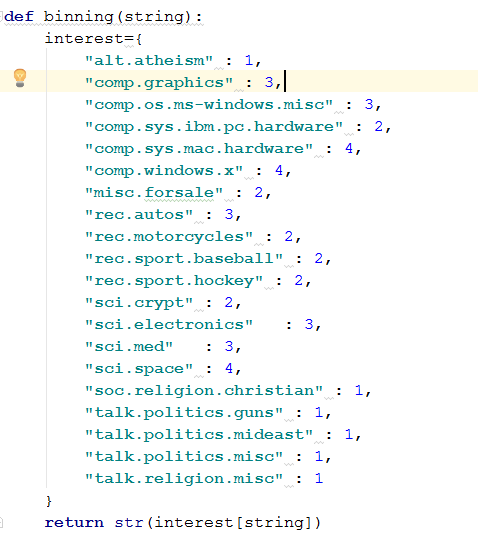 def binning(string):
    interest={
        "alt.atheism" : 1,
        "comp.graphics" : 3,
        "comp.os.ms-windows.misc" : 3,
        "comp.sys.ibm.pc.hardware" : 2,
        "comp.sys.mac.hardware" : 4,
        "comp.windows.x" : 4,
        "misc.forsale" : 2,
        "rec.autos" : 3,
        "rec.motorcycles" : 2,
        "rec.sport.baseball" : 2,
        "rec.sport.hockey" : 2,
        "sci.crypt" : 2,
        "sci.electronics"   : 3,
        "sci.med"   : 3,
        "sci.space" : 4,
        "soc.religion.christian" : 1,
        "talk.politics.guns" : 1,
        "talk.politics.mideast" : 1,
        "talk.politics.misc" : 1,
        "talk.religion.misc" : 1
    }
    return str(interest[string])